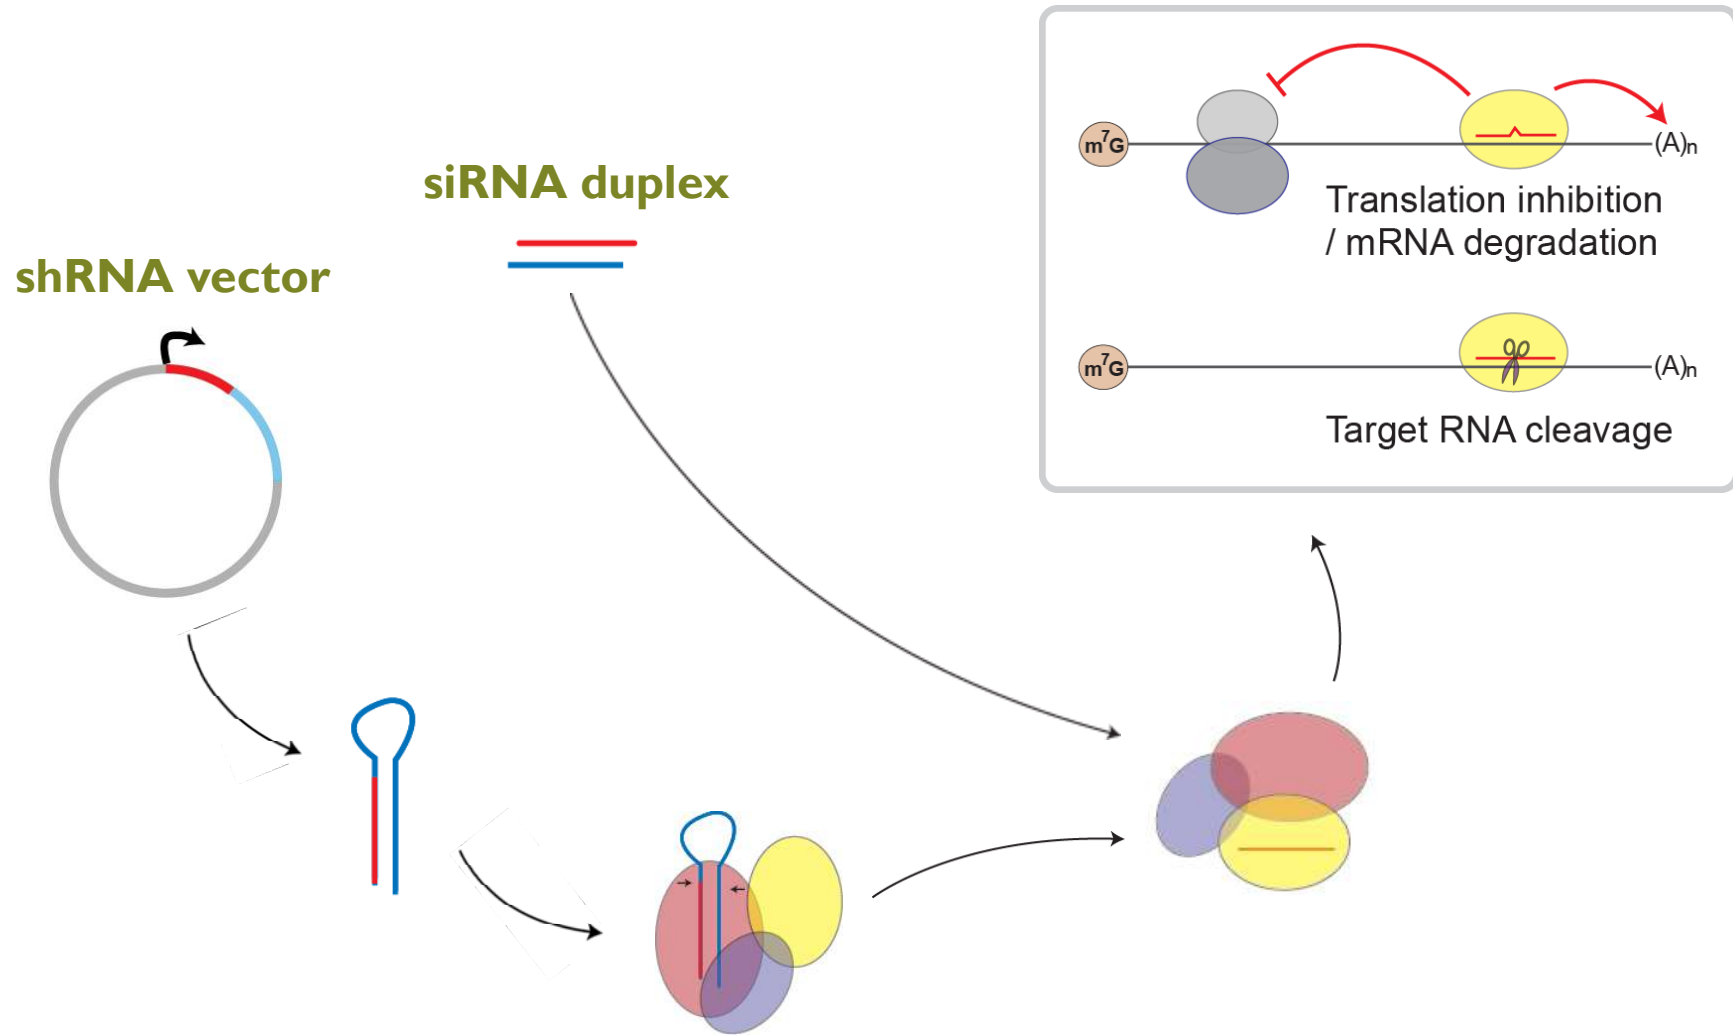 shRNA vector
siRNA duplex
m⁷G
(A)n
Translation inhibition
/ mRNA degradation
m⁷G
(A)n
Target RNA cleavage